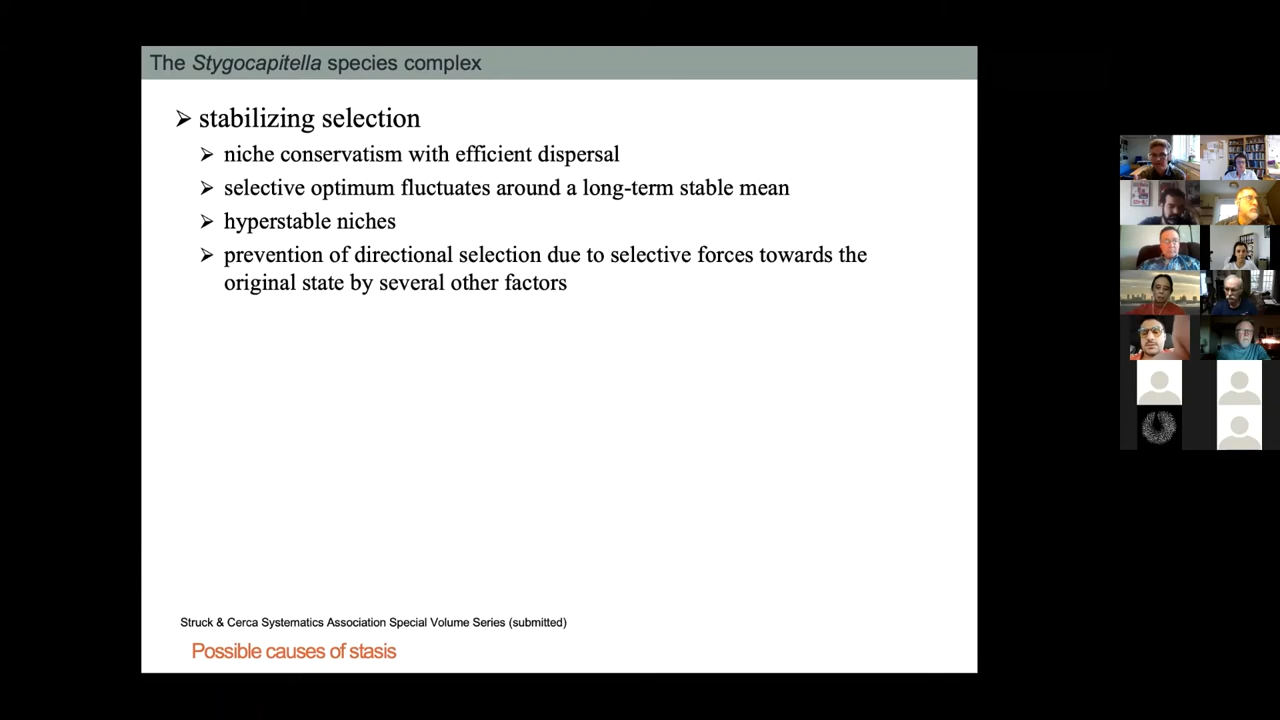 The Stygocapitella species complex
➢ stabilizing selection
➢ niche conservatism with efficient dispersal
➢ selective optimum fluctuates around a long-term stable mean
➢ hyperstable niches
➢ prevention of directional selection due to selective forces towards the
original state by several other factors
Struck & Cerca Systematics Association Special Volume Series (submitted)
Possible causes of stasis